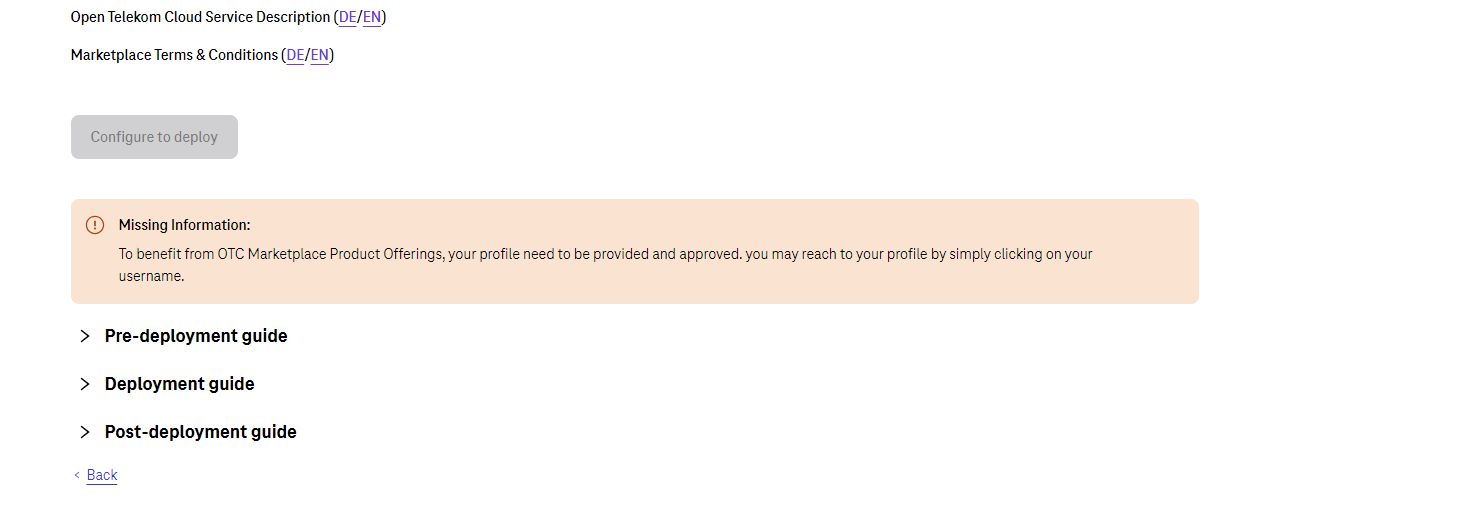 Open Telekom Cloud Service Description (DE/EN)
Marketplace Terms & Conditions (DE/EN)
Configure to deploy
Missing Information:
To benefit from OTC Marketplace Product Offerings, your profile need to be provided and approved. you may reach to your profile by simply clicking on your
username.
Pre-deployment guide
Deployment guide
Post-deployment guide
< Back